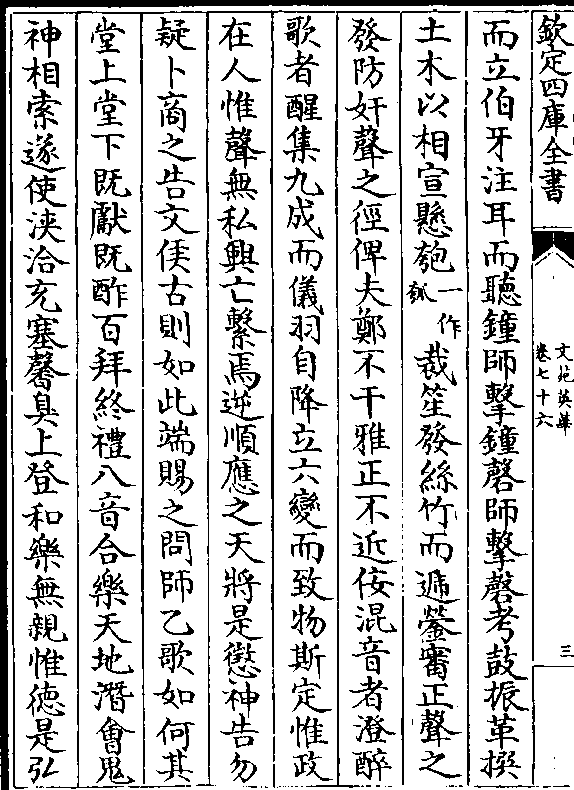 欽定四庫全書
文苑英華
卷七十六
三
而立伯牙注耳而聽鐘師擊鐘磬師擊磬考鼓振革撰
土木以相宣懸匏一作瓠裁笙發絲竹而遞鎣審正聲之
發防奸聲之徑俾夫鄭不干雅正不近佞混音者澄醉
歌者醒集九成而儀羽自降立六變而致物斯定惟政
在人惟聲無私興亡繫焉逆順應之天將是懲神告勿
疑卜商之告文侯古則如此端賜之問師乙歌如何其
堂上堂下既獻既酢百拜終禮八音合樂天地潛會鬼
神相索遂使浹洽充塞馨臭上登和樂無親惟德是弘